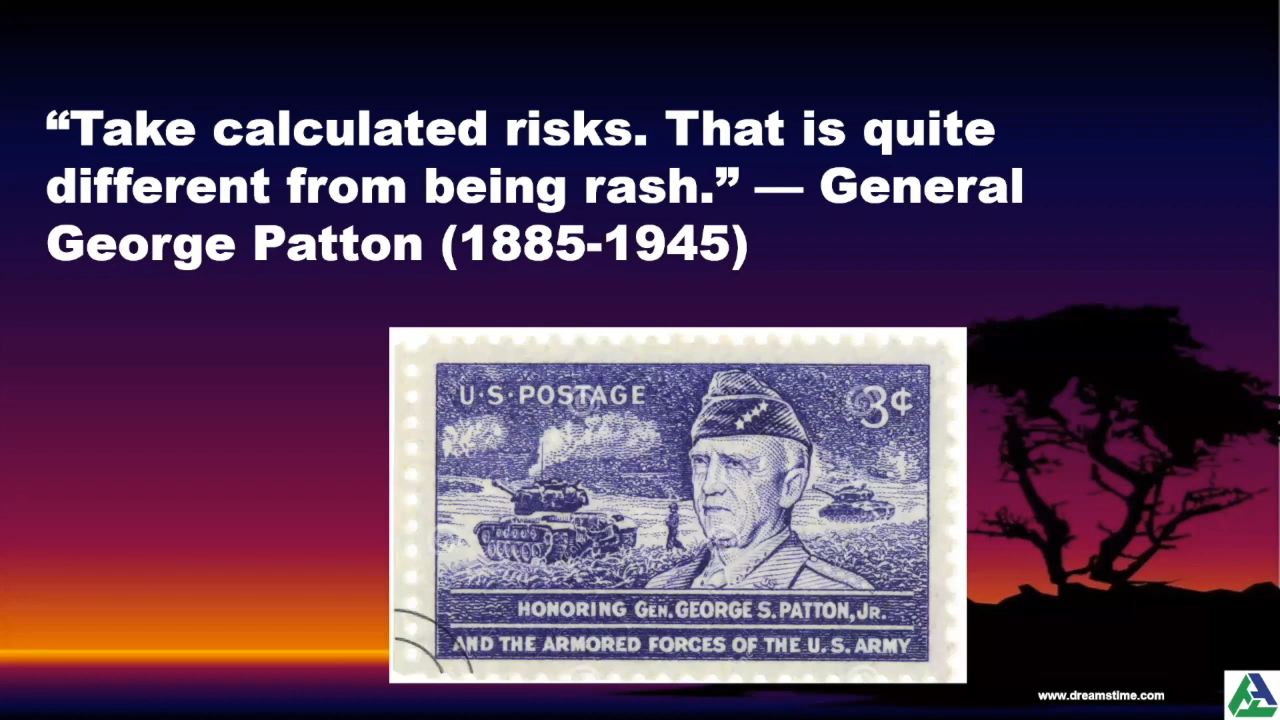 “Take calculated risks. That is quite
different from being rash.” — General
George Patton (1885-1945)
U·S·POSTAGE
3¢
HONORING GEN. GEORGE S. PATTON, JR.
AND THE ARMORED FORCES OF THE U.S. ARMY
www.dreamstime.com